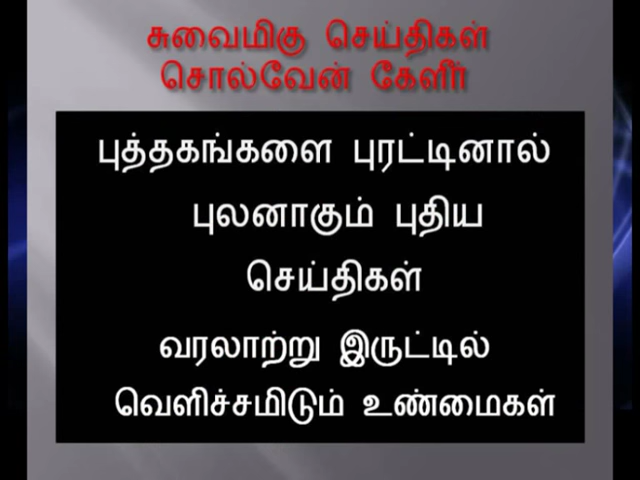 சுவைமிகு செய்திகள்
சொல்வேன் கேளீர்
புத்தகங்களை புரட்டினால்
புலனாகும் புதிய
செய்திகள்
வரலாற்று இருட்டில்
வெளிச்சமிடும் உண்மைகள்